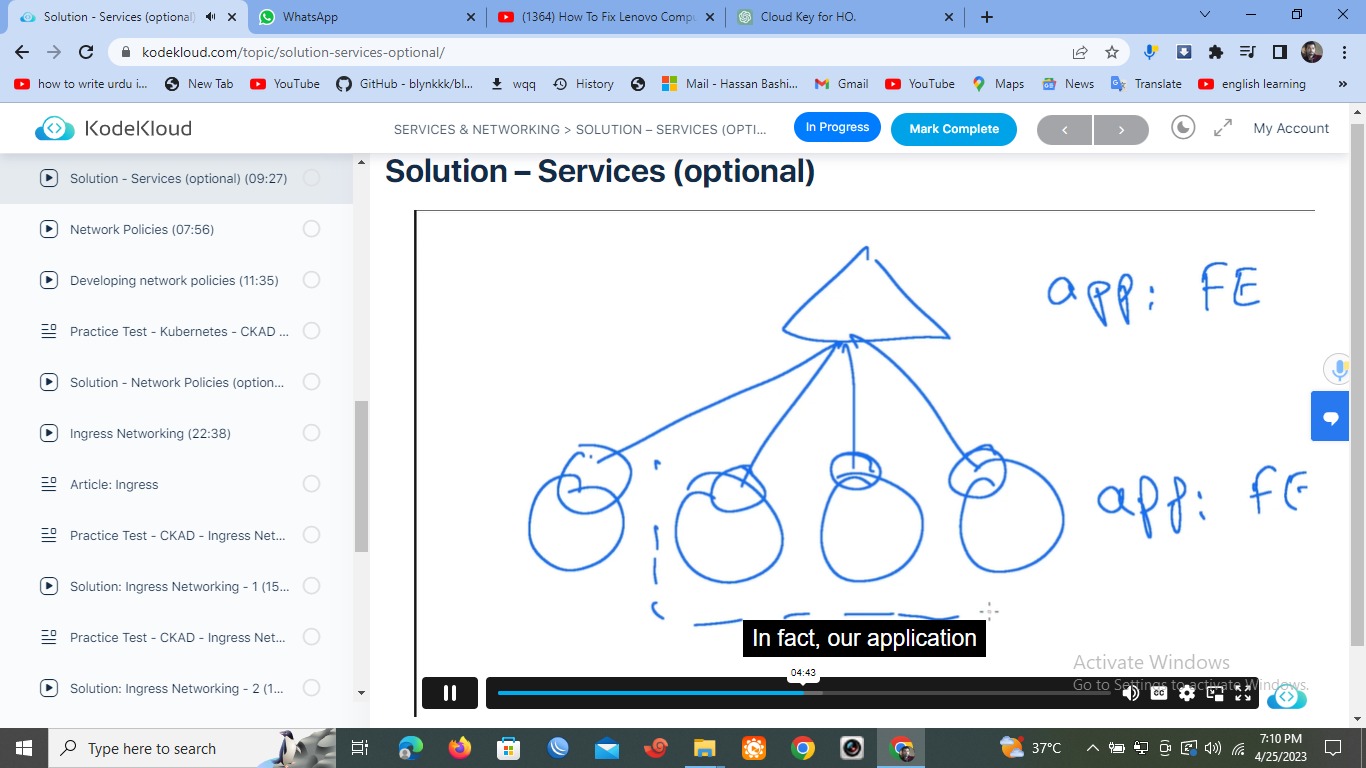 Solution - Services (optional)
WhatsApp
(1364) How To Fix Lenovo Compu
Cloud Key for HO.
kodekloud.com/topic/solution-services-optional/
how to write urdu i...
New Tab
YouTube
GitHub - blynkkk/bl...
wqq
History
Mail - Hassan Bashi...
Gmail
YouTube
Maps
News
Translate
english learning
»
KodeKloud
SERVICES & NETWORKING > SOLUTION – SERVICES (OPTI...
In Progress
Mark Complete
<
>
My Account
Solution - Services (optional) (09:27)
Network Policies (07:56)
Developing network policies (11:35)
Practice Test - Kubernetes - CKAD ...
Solution - Network Policies (option...
Ingress Networking (22:38)
Article: Ingress
Practice Test - CKAD - Ingress Net...
Solution: Ingress Networking - 1 (15...
Practice Test - CKAD - Ingress Net...
Solution Ingress Networking - 2 (1...
Solution – Services (optional)
app: FE
app: FE
In fact, our application
04:43
CC
Activate Windows
Go to Settings to activate Windows.
Type here to search
37°C
7:10 PM
4/25/2023